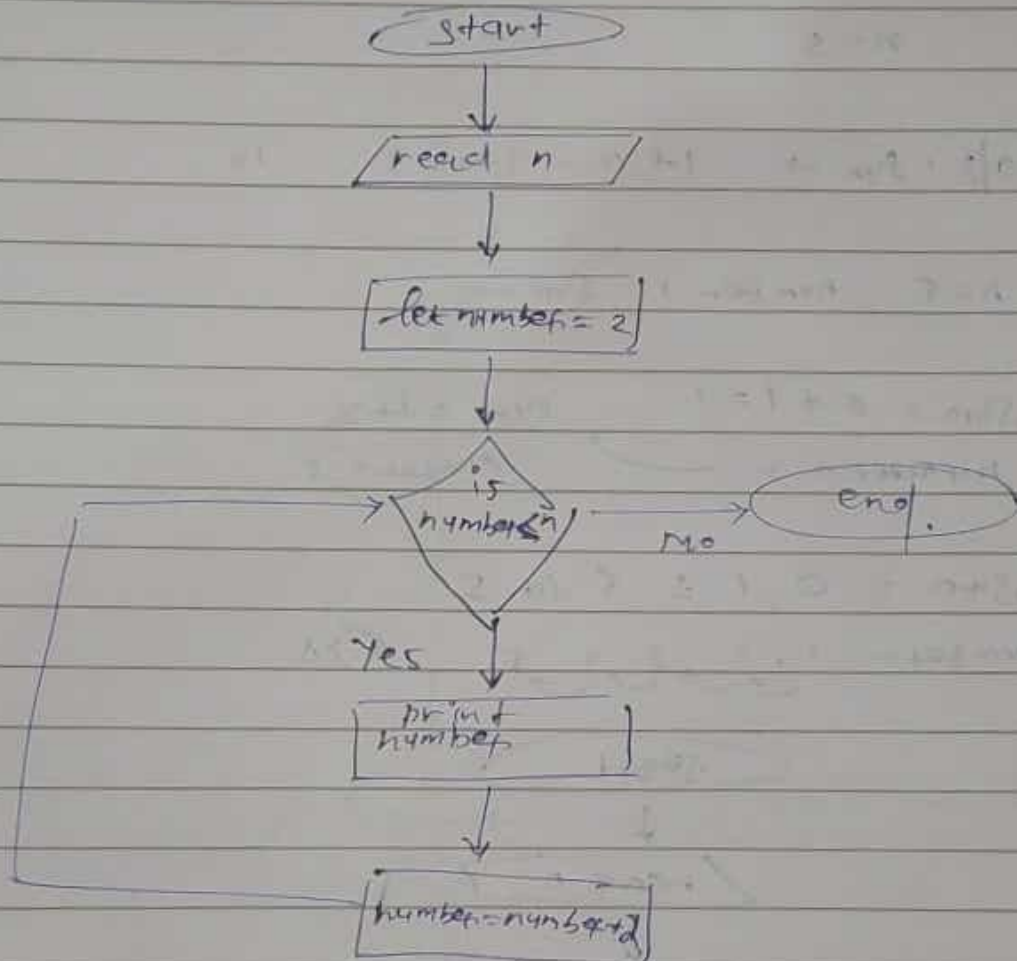 start
read n
let number = 2
is
number≤n
No
end.
Yes
print
number
number=number+2